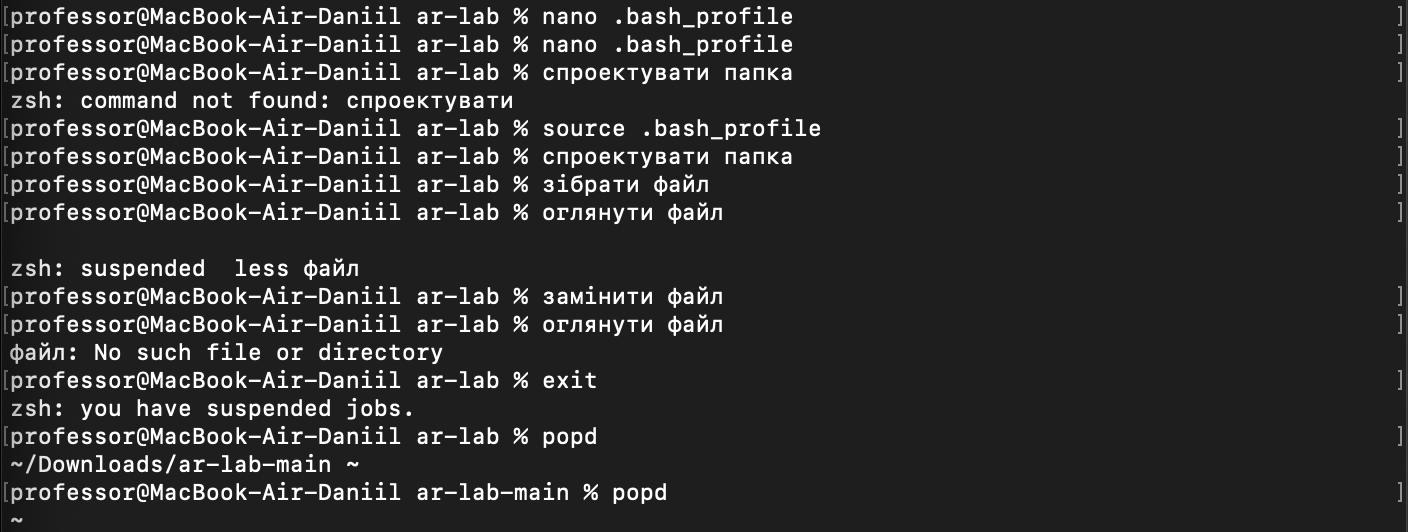 [professor@MacBook-Air-Daniil ar-lab % nano .bash_profile ]
[professor@MacBook-Air-Daniil ar-lab % nano .bash_profile ]
[professor@MacBook-Air-Daniil ar-lab % спроектувати папка ]
zsh: command not found: спроектувати
[professor@MacBook-Air-Daniil ar-lab % source .bash_profile ]
[professor@MacBook-Air-Daniil ar-lab % спроектувати папка ]
[professor@MacBook-Air-Daniil ar-lab % зібрати файл ]
[professor@MacBook-Air-Daniil ar-lab % оглянути файл ]
zsh: suspended  less файл
[professor@MacBook-Air-Daniil ar-lab % замінити файл ]
[professor@MacBook-Air-Daniil ar-lab % оглянути файл ]
файл: No such file or directory
[professor@MacBook-Air-Daniil ar-lab % exit ]
zsh: you have suspended jobs.
[professor@MacBook-Air-Daniil ar-lab % popd ]
~/Downloads/ar-lab-main ~
[professor@MacBook-Air-Daniil ar-lab-main % popd ]
~